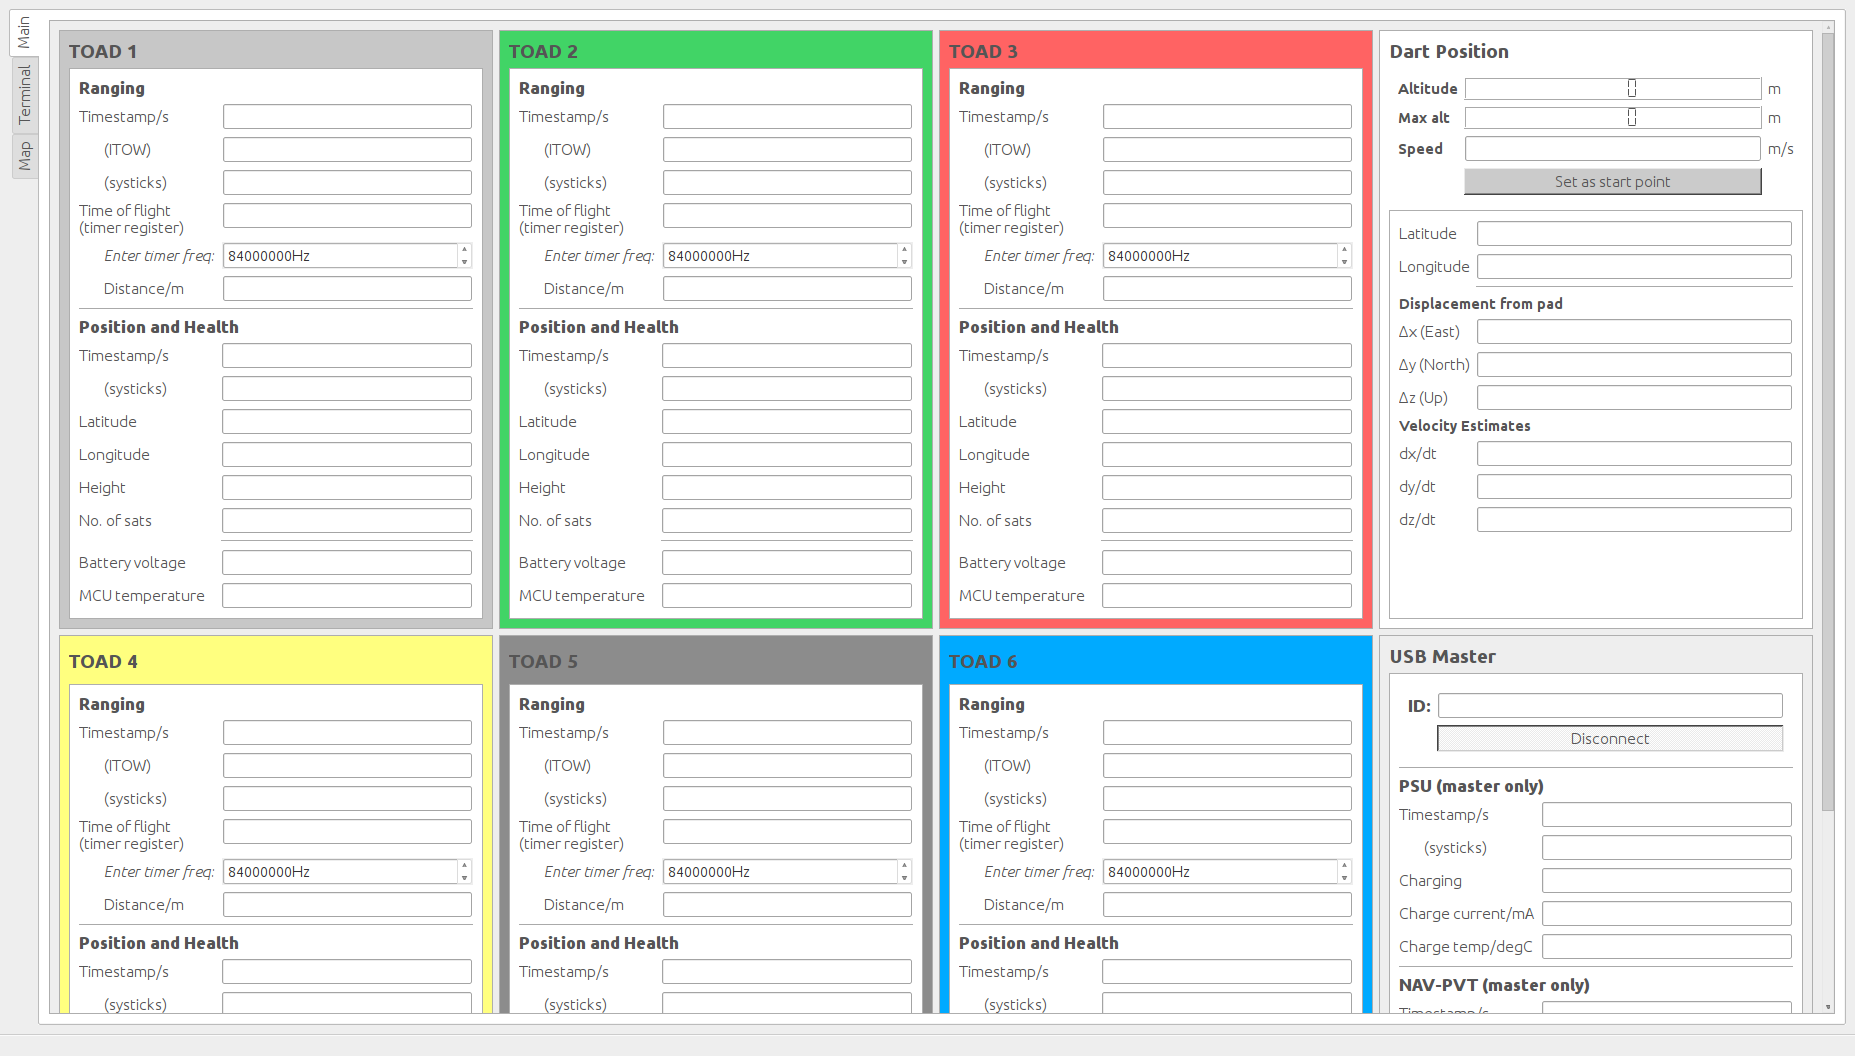 Main
Terminal
Map
TOAD 1
Ranging
Timestamp/s
(ITOW)
(systicks)
Time of flight
(timer register)
Enter timer freq: 84000000Hz
Distance/m
Position and Health
Timestamp/s
(systicks)
Latitude
Longitude
Height
No. of sats
Battery voltage
MCU temperature
TOAD 2
Ranging
Timestamp/s
(ITOW)
(systicks)
Time of flight
(timer register)
Enter timer freq: 84000000Hz
Distance/m
Position and Health
Timestamp/s
(systicks)
Latitude
Longitude
Height
No. of sats
Battery voltage
MCU temperature
TOAD 3
Ranging
Timestamp/s
(ITOW)
(systicks)
Time of flight
(timer register)
Enter timer freq: 84000000Hz
Distance/m
Position and Health
Timestamp/s
(systicks)
Latitude
Longitude
Height
No. of sats
Battery voltage
MCU temperature
Dart Position
Altitude 0 m
Max alt 0 m
Speed m/s
Set as start point
Latitude
Longitude
Displacement from pad
Δx (East)
Δy (North)
Δz (Up)
Velocity Estimates
dx/dt
dy/dt
dz/dt
TOAD 4
Ranging
Timestamp/s
(ITOW)
(systicks)
Time of flight
(timer register)
Enter timer freq: 84000000Hz
Distance/m
Position and Health
Timestamp/s
(systicks)
TOAD 5
Ranging
Timestamp/s
(ITOW)
(systicks)
Time of flight
(timer register)
Enter timer freq: 84000000Hz
Distance/m
Position and Health
Timestamp/s
(systicks)
TOAD 6
Ranging
Timestamp/s
(ITOW)
(systicks)
Time of flight
(timer register)
Enter timer freq: 84000000Hz
Distance/m
Position and Health
Timestamp/s
(systicks)
USB Master
ID:
Disconnect
PSU (master only)
Timestamp/s
(systicks)
Charging
Charge current/mA
Charge temp/degC
NAV-PVT (master only)
Timestamp/s